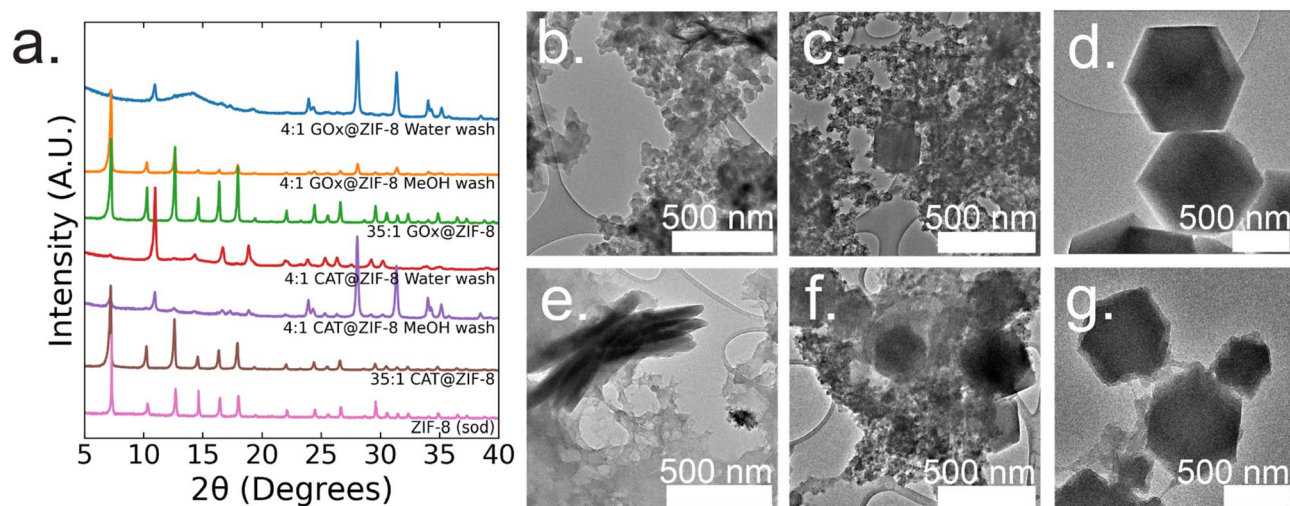 a.
Intensity (A.U.)
4:1 GOx@ZIF-8 Water wash
4:1 GOx@ZIF-8 MeOH wash
35:1 GOx@ZIF-8
4:1 CAT@ZIF-8 Water wash
4:1 CAT@ZIF-8 MeOH wash
35:1 CAT@ZIF-8
ZIF-8 (sod)
5 10 15 20 25 30 35 40
2θ (Degrees)
b.
500 nm
c.
500 nm
d.
500 nm
e.
500 nm
f.
500 nm
g.
500 nm